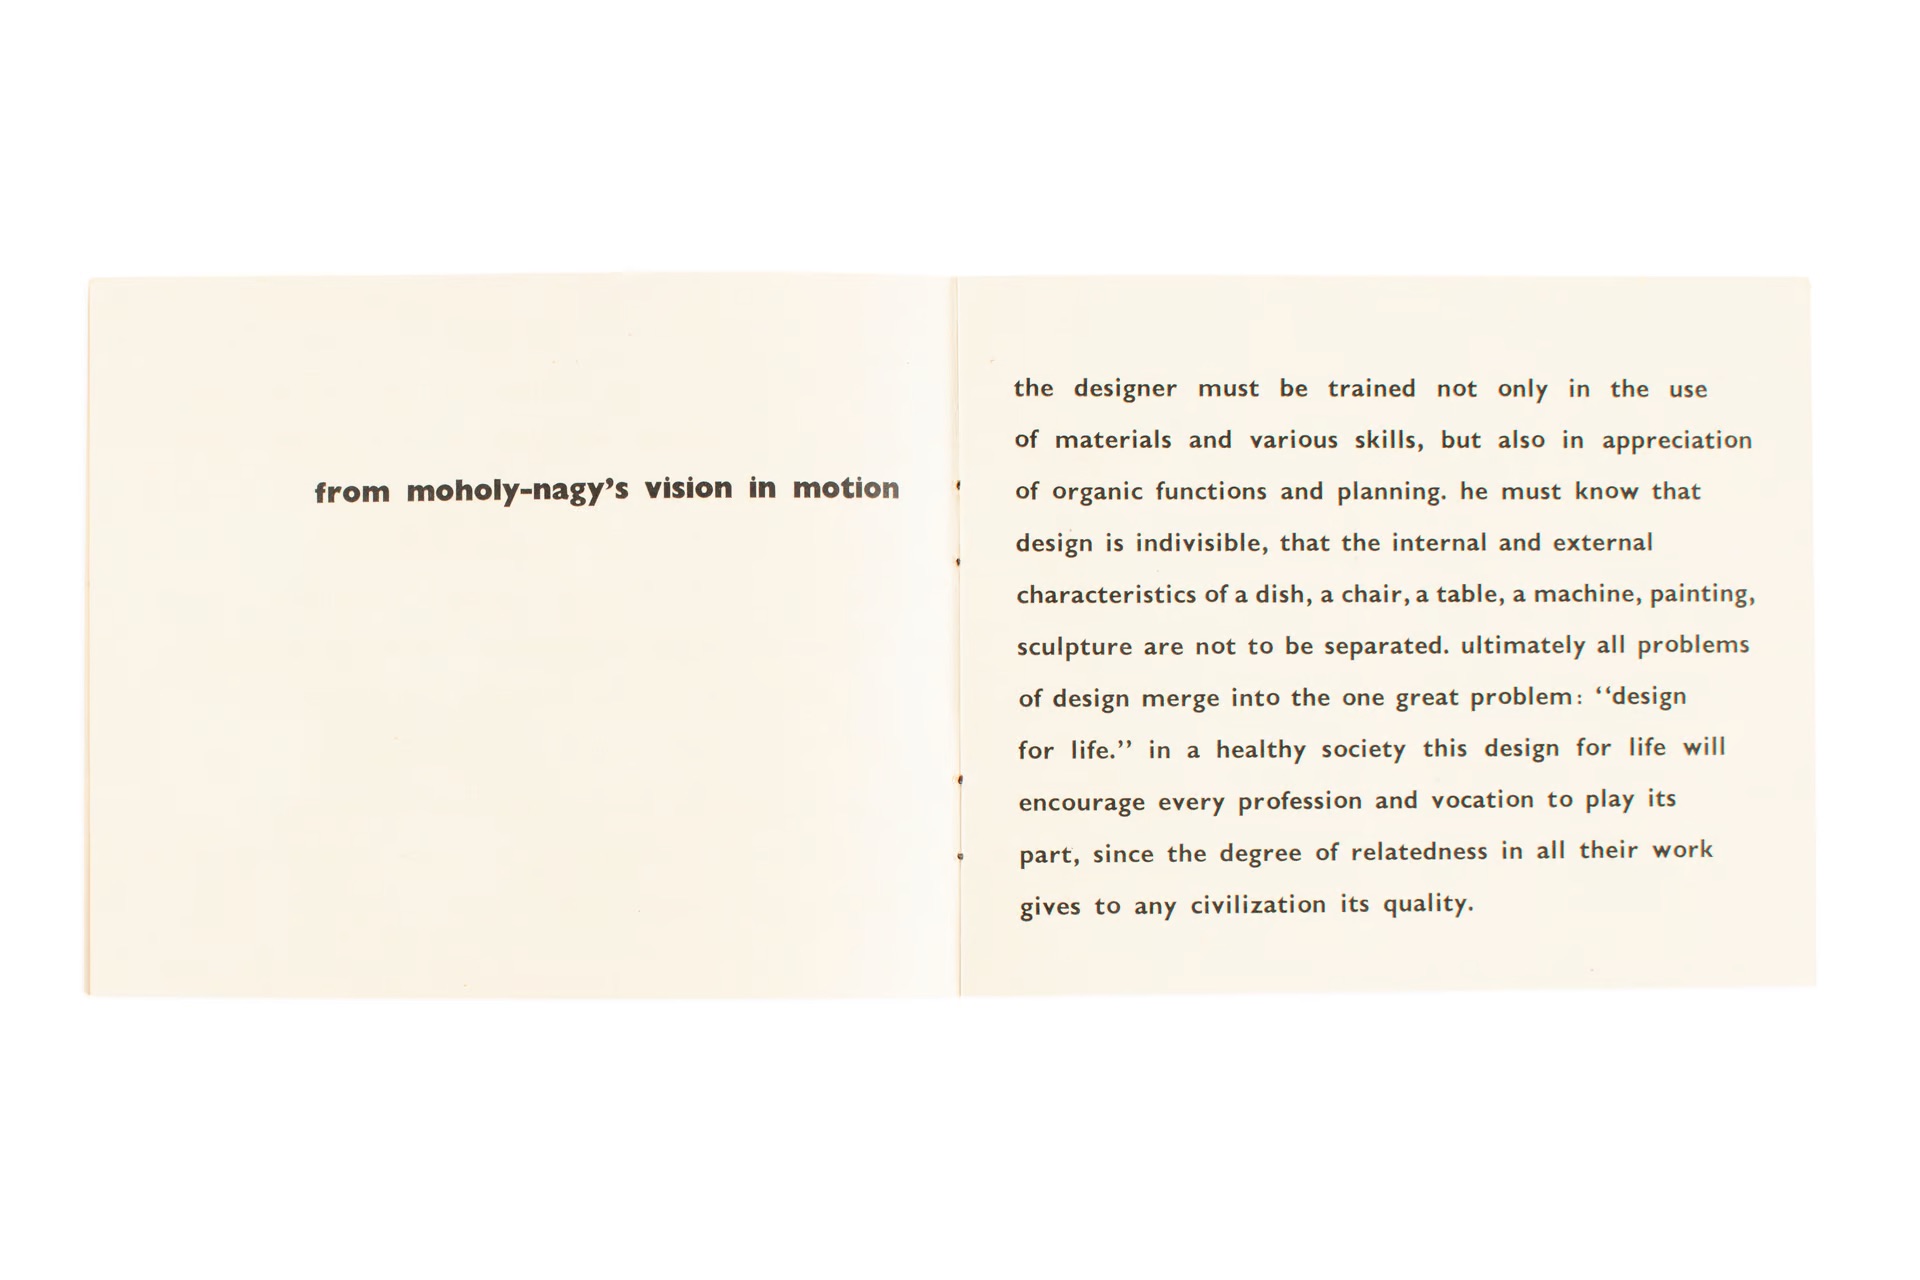 from moholy-nagy’s vision in motion
the designer must be trained not only in the use
of materials and various skills, but also in appreciation
of organic functions and planning. he must know that
design is indivisible, that the internal and external
characteristics of a dish, a chair, a table, a machine, painting,
sculpture are not to be separated. ultimately all problems
of design merge into the one great problem: ‘‘design
for life.’’ in a healthy society this design for life will
encourage every profession and vocation to play its
part, since the degree of relatedness in all their work
gives to any civilization its quality.